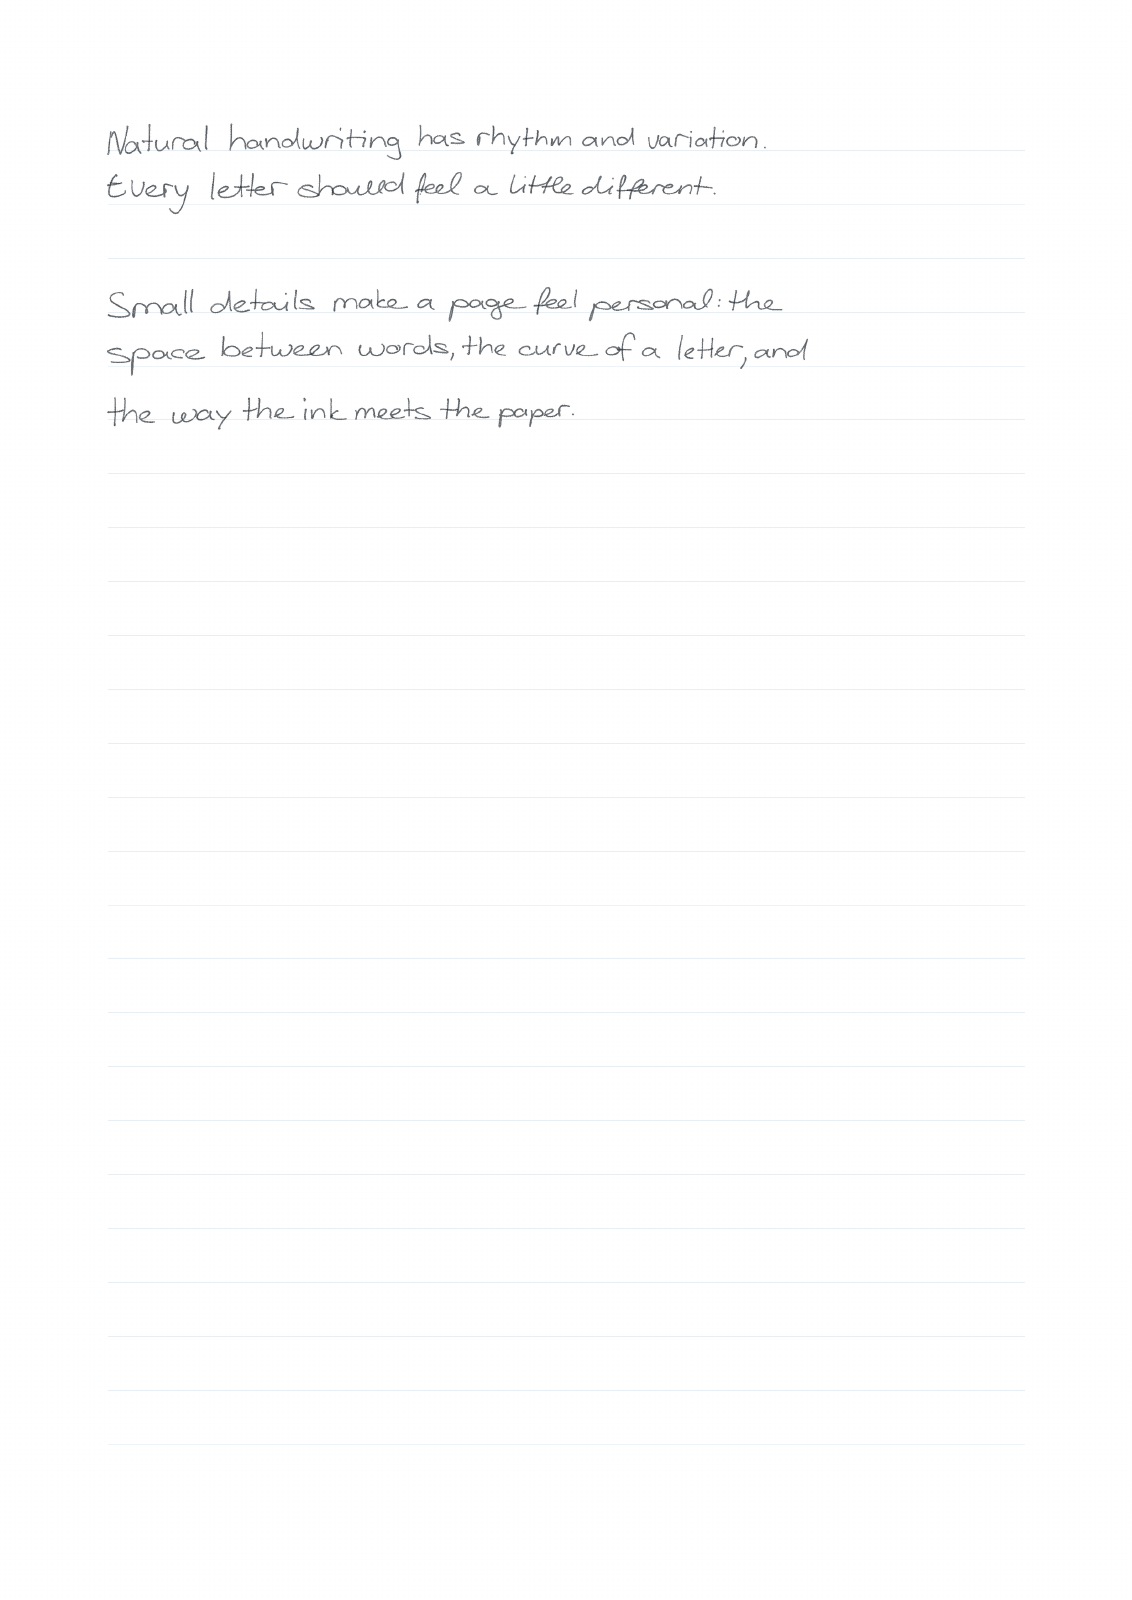 Natural handwriting has rhythm and variation.
Every letter should feel a little different.
Small details make a page feel personal: the
space between words, the curve of a letter, and
the way the ink meets the paper.